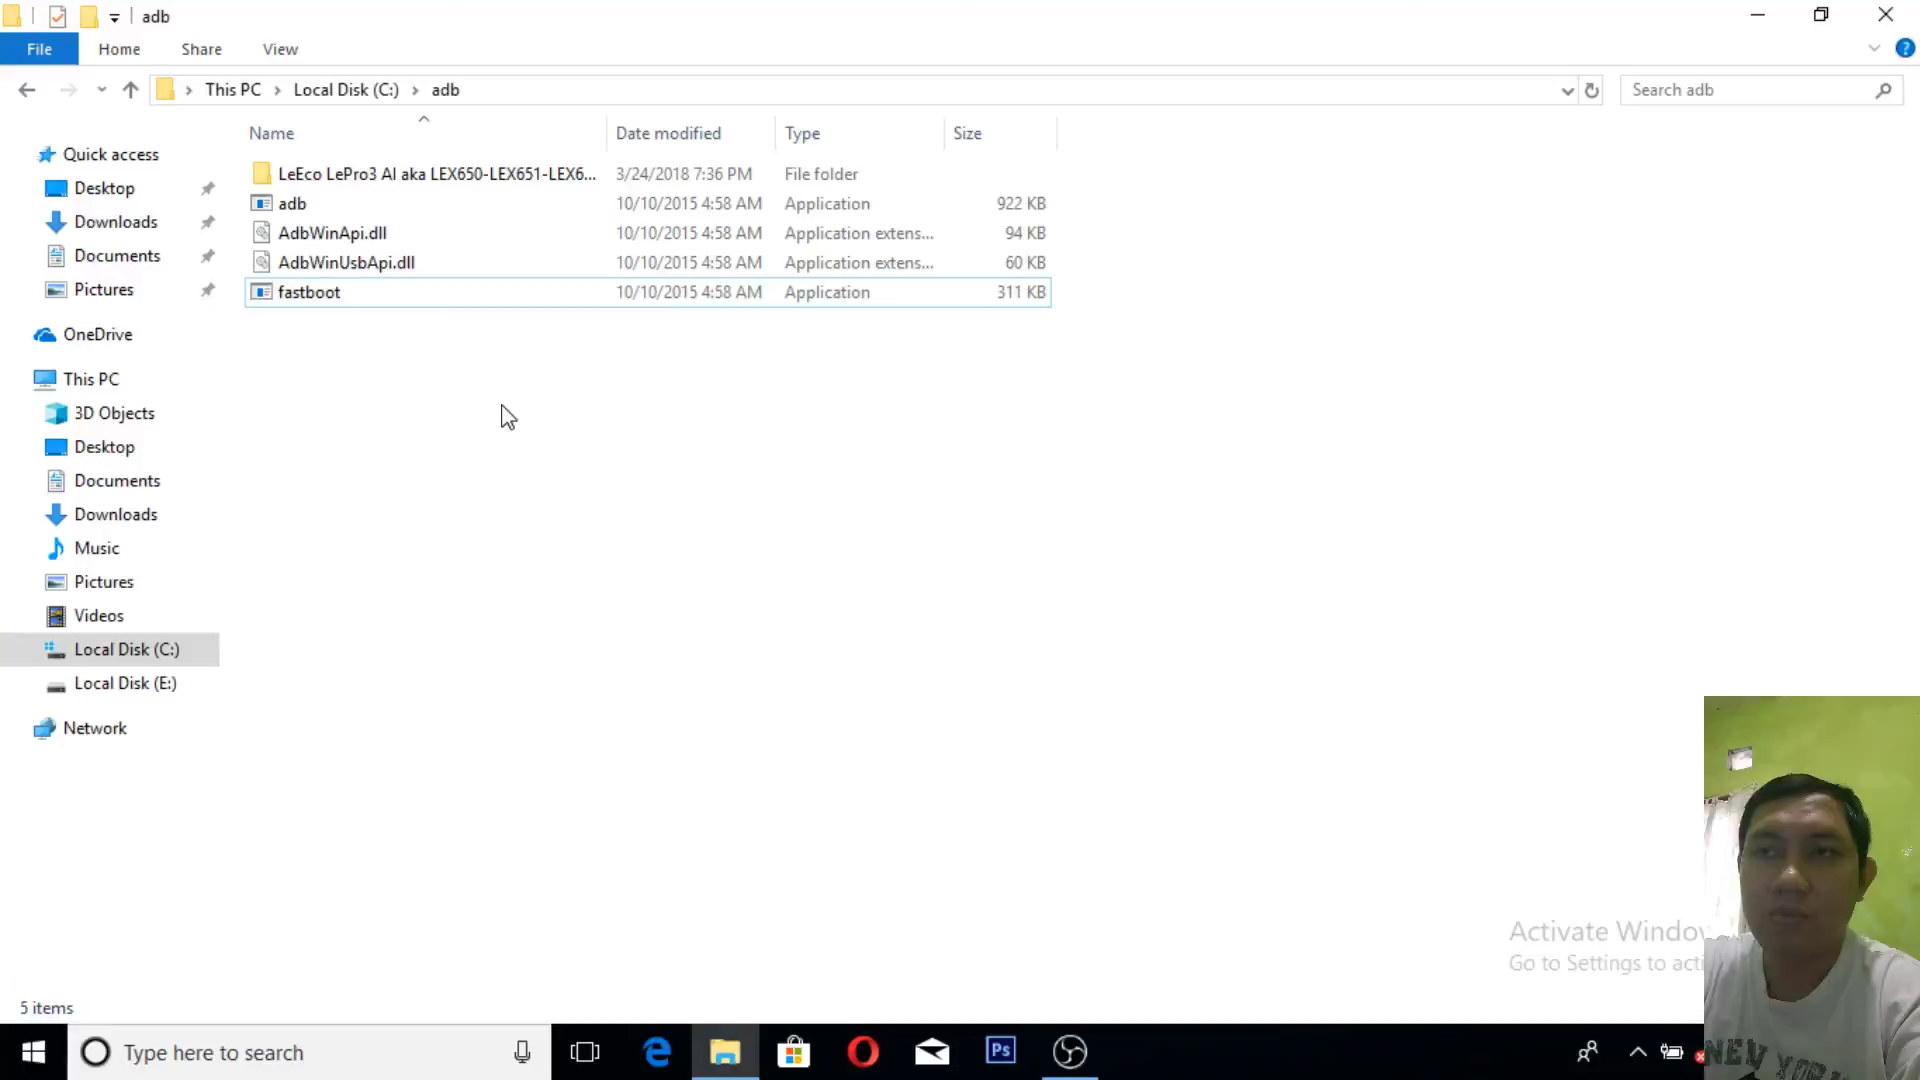 adb
File Home Share View
This PC Local Disk (C:) adb
Search adb
Name Date modified Type Size
LeEco LePro3 AI aka LEX650-LEX651-LEX6... 3/24/2018 7:36 PM File folder
adb 10/10/2015 4:58 AM Application 922 KB
AdbWinApi.dll 10/10/2015 4:58 AM Application extens... 94 KB
AdbWinUsbApi.dll 10/10/2015 4:58 AM Application extens... 60 KB
fastboot 10/10/2015 4:58 AM Application 311 KB
Quick access
Desktop
Downloads
Documents
Pictures
OneDrive
This PC
3D Objects
Desktop
Documents
Downloads
Music
Pictures
Videos
Local Disk (C:)
Local Disk (E:)
Network
Activate Window
Go to Settings to acti
5 items
Type here to search
Ps
NEW YORK